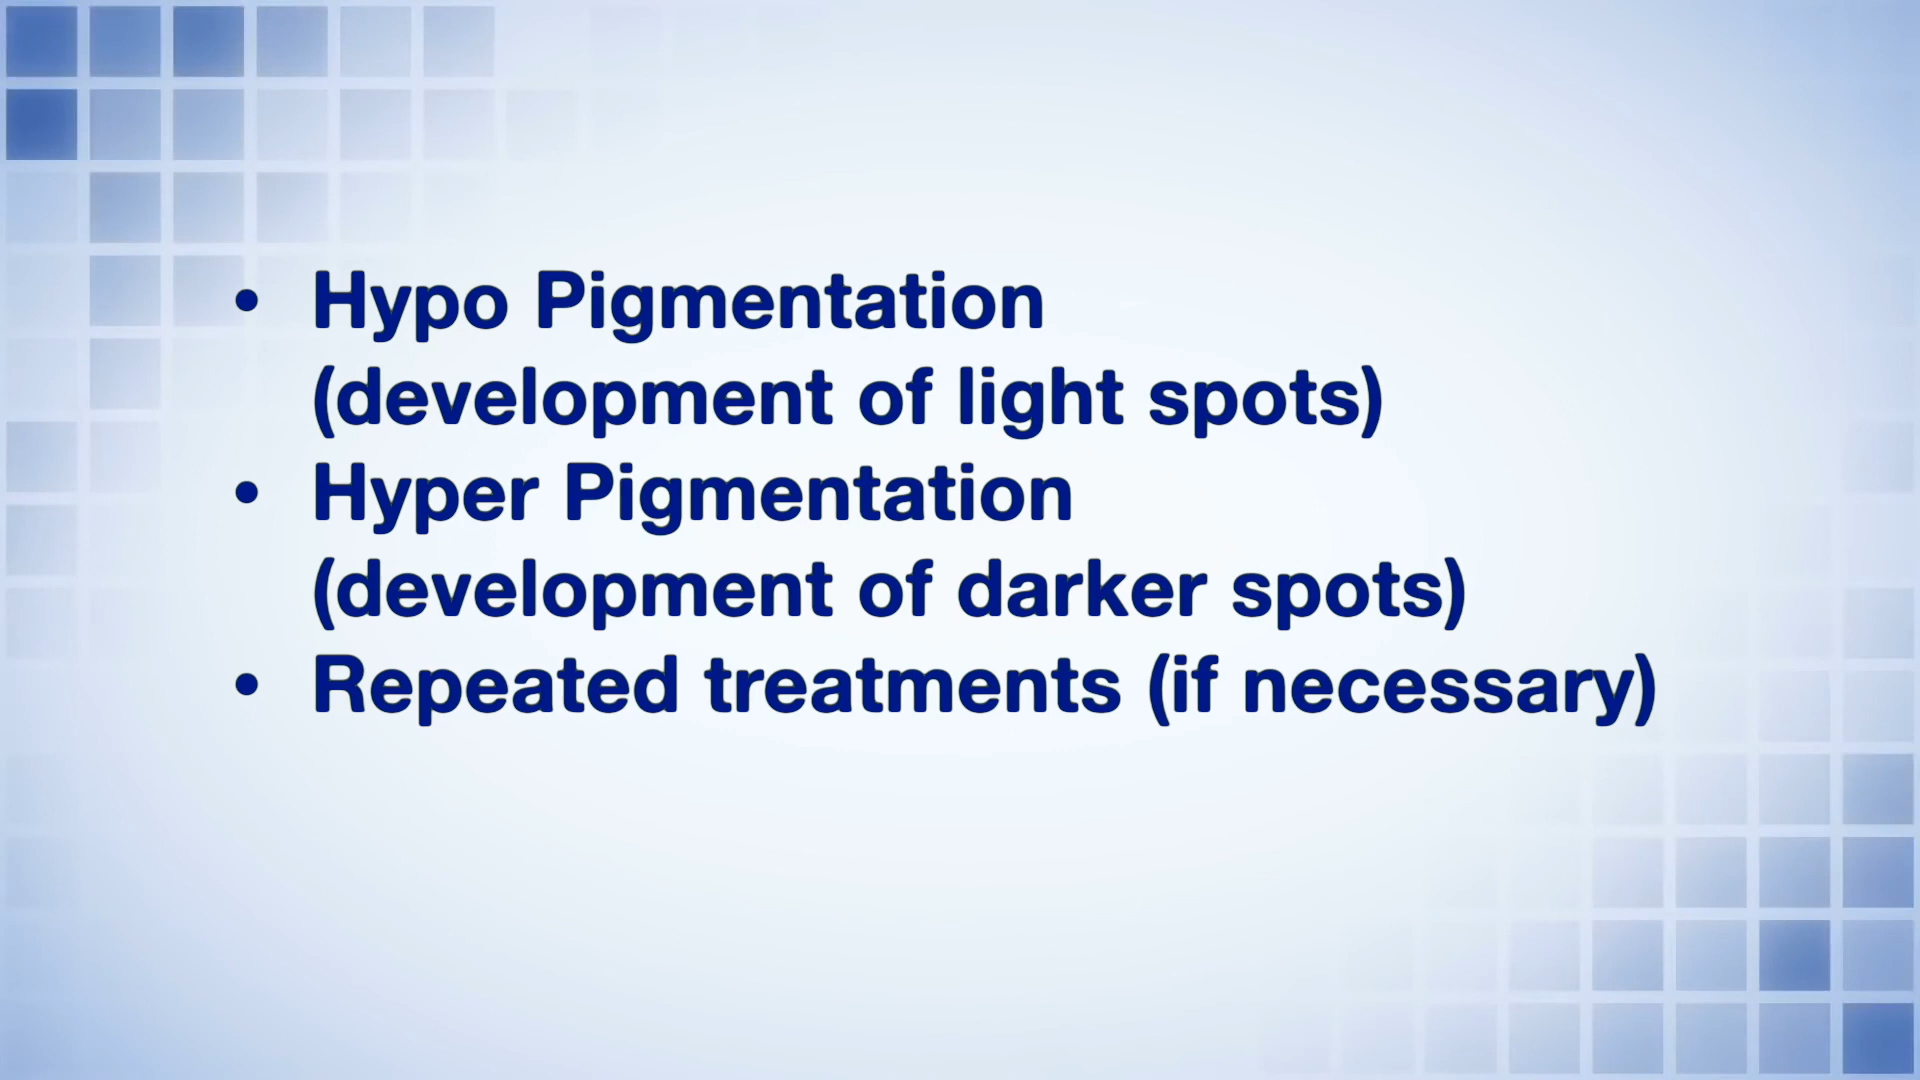 • Hypo Pigmentation
(development of light spots)
• Hyper Pigmentation
(development of darker spots)
• Repeated treatments (if necessary)